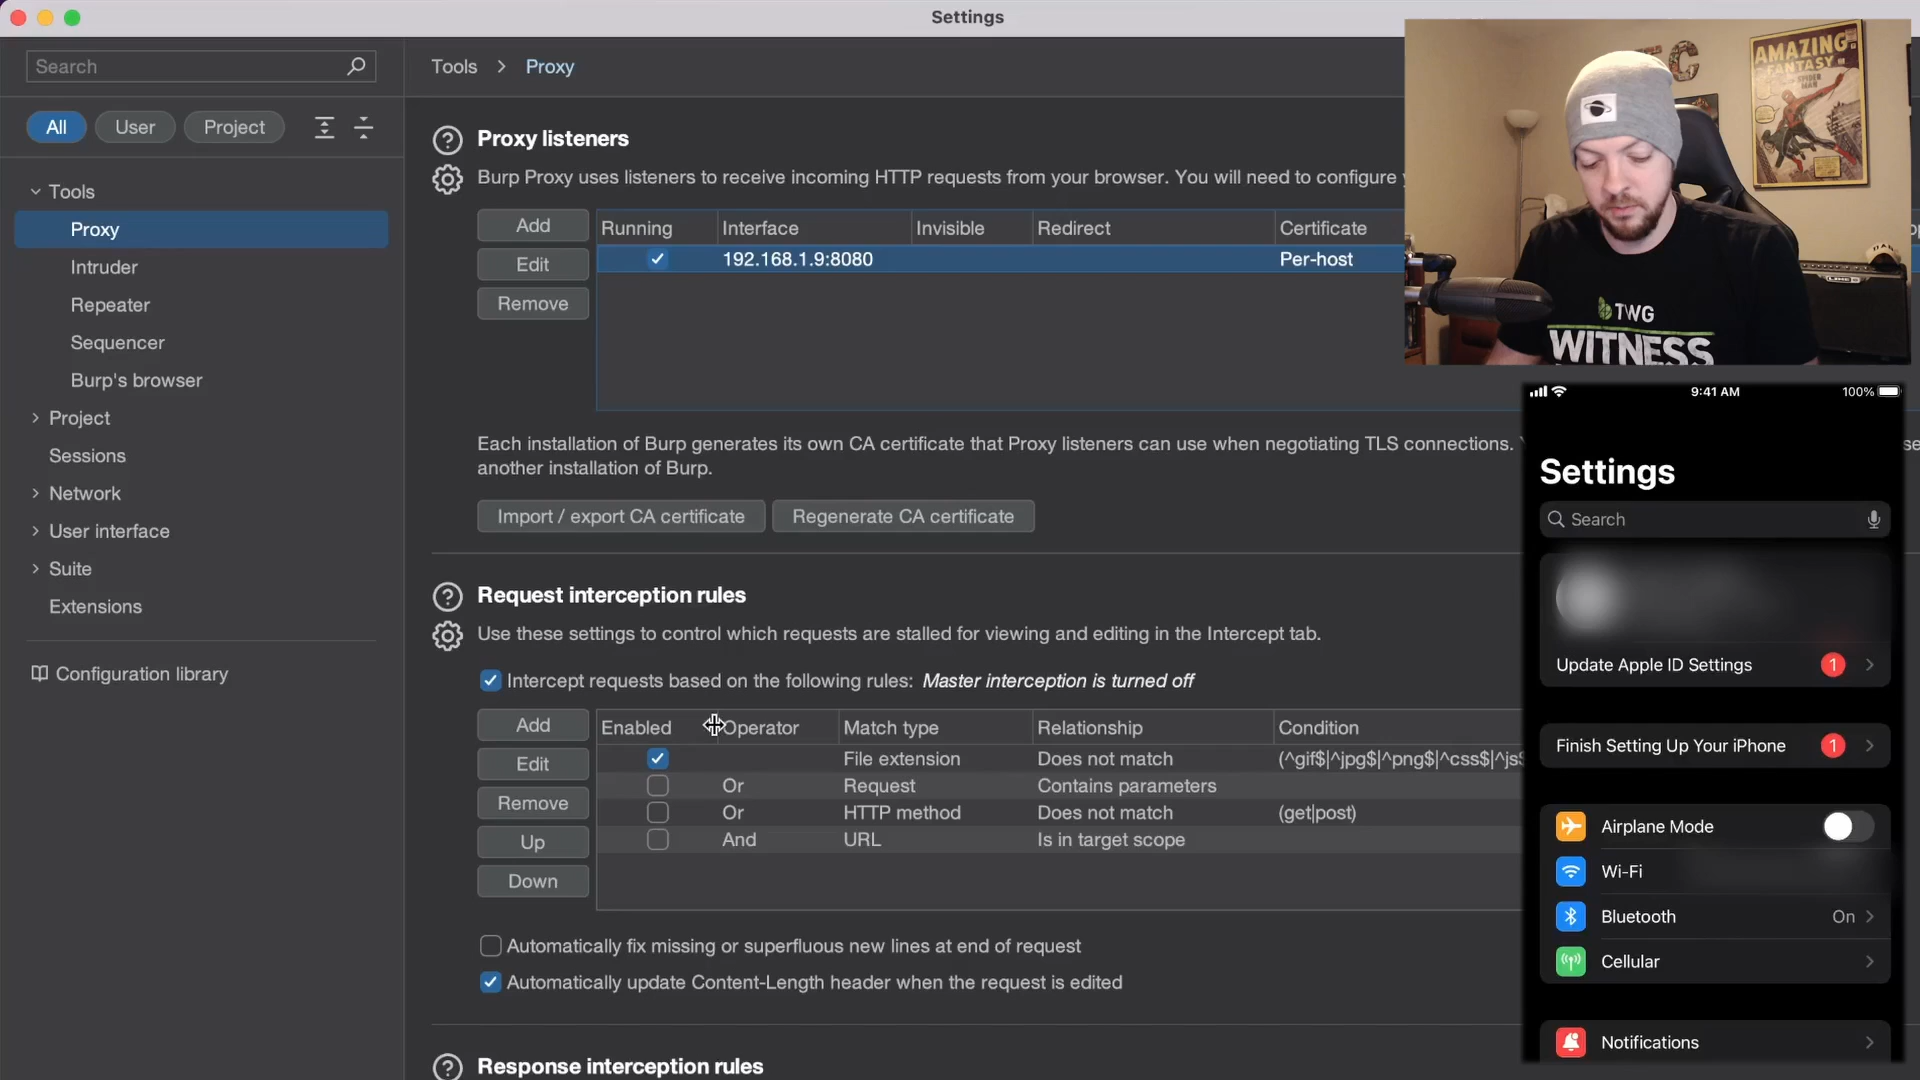 Settings
Search
All
User
Project
Tools
Proxy
Intruder
Repeater
Sequencer
Burp's browser
Project
Sessions
Network
User interface
Suite
Extensions
Configuration library
Tools > Proxy
Proxy listeners
Burp Proxy uses listeners to receive incoming HTTP requests from your browser. You will need to configure
Add
Edit
Remove
Running Interface Invisible Redirect Certificate
192.168.1.9:8080 Per-host
Each installation of Burp generates its own CA certificate that Proxy listeners can use when negotiating TLS connections.
another installation of Burp.
Import / export CA certificate
Regenerate CA certificate
Request interception rules
Use these settings to control which requests are stalled for viewing and editing in the Intercept tab.
Intercept requests based on the following rules: Master interception is turned off
Add
Edit
Remove
Up
Down
Enabled Operator Match type Relationship Condition
File extension Does not match (^gif$|^jpg$|^png$|^css$|^js$
Or Request Contains parameters
Or HTTP method Does not match (get|post)
And URL Is in target scope
Automatically fix missing or superfluous new lines at end of request
Automatically update Content-Length header when the request is edited
Response interception rules
AMAZING
FANTASY
TWG
WITNESS
9:41 AM
100%
Settings
Search
Update Apple ID Settings 1
Finish Setting Up Your iPhone 1
Airplane Mode
Wi-Fi
Bluetooth On
Cellular
Notifications